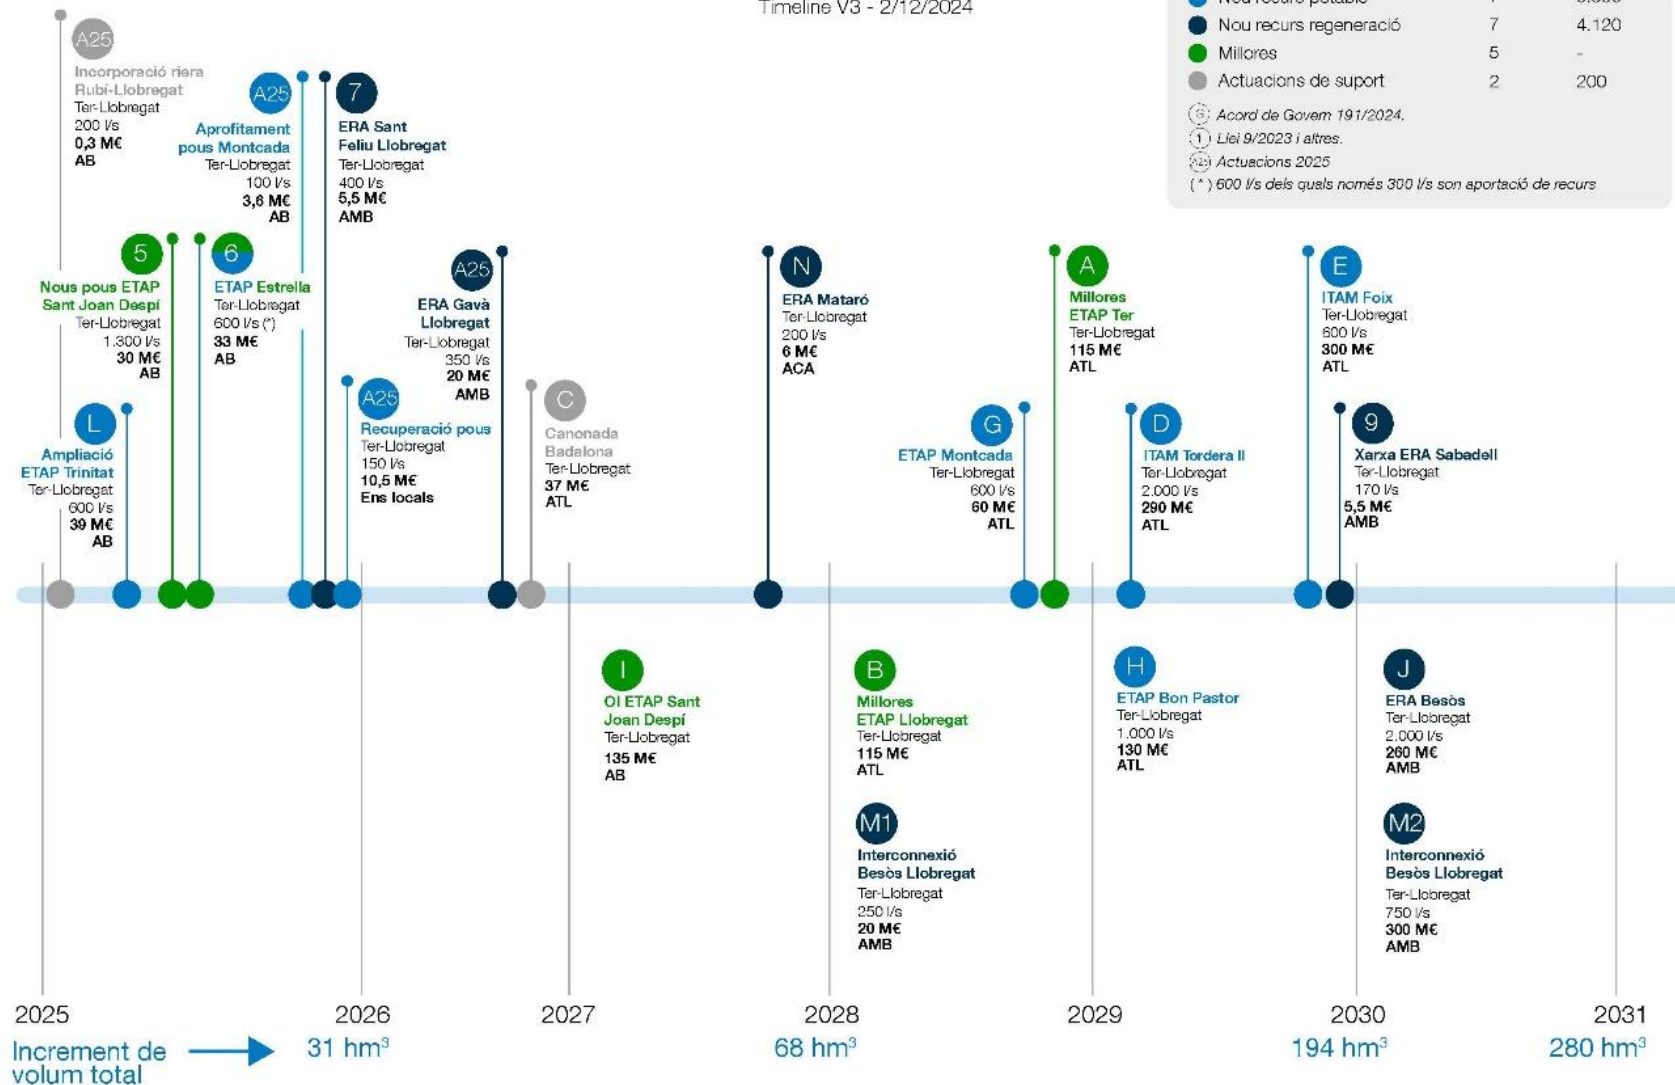 Timeline V3 - 2/12/2024
Nou recurs potable
Nou recurs regeneració 7 4.120
Millores 5 -
Actuacions de suport 2 200
G Acord de Govern 191/2024.
1 Llei 9/2023 i altres.
A25 Actuacions 2025
(*) 600 l/s dels quals només 300 l/s son aportació de recurs
A25
Incorporació riera
Rubí-Llobregat
Ter-Llobregat
200 l/s
0,3 M€
AB
A25
Aprofitament
pous Montcada
Ter-Llobregat
100 l/s
3,6 M€
AB
7
ERA Sant
Feliu Llobregat
Ter-Llobregat
400 l/s
5,5 M€
AMB
5
Nous pous ETAP
Sant Joan Despí
Ter-Llobregat
1.300 l/s
30 M€
AB
6
ETAP Estrella
Ter-Llobregat
600 l/s (*)
33 M€
AB
A25
ERA Gavà
Llobregat
Ter-Llobregat
350 l/s
20 M€
AMB
N
ERA Mataró
Ter-Llobregat
200 l/s
6 M€
ACA
A
Millores
ETAP Ter
Ter-Llobregat
115 M€
ATL
E
ITAM Foix
Ter-Llobregat
600 l/s
300 M€
ATL
L
Ampliació
ETAP Trinitat
Ter-Llobregat
600 l/s
39 M€
AB
A25
Recuperació pous
Ter-Llobregat
150 l/s
10,5 M€
Ens locals
C
Canonada
Badalona
Ter-Llobregat
37 M€
ATL
G
ETAP Montcada
Ter-Llobregat
600 l/s
60 M€
ATL
D
ITAM Tordera II
Ter-Llobregat
2.000 l/s
290 M€
ATL
9
Xarxa ERA Sabadell
Ter-Llobregat
170 l/s
5,5 M€
AMB
I
OI ETAP Sant
Joan Despí
Ter-Llobregat
135 M€
AB
B
Millores
ETAP Llobregat
Ter-Llobregat
115 M€
ATL
H
ETAP Bon Pastor
Ter-Llobregat
1.000 l/s
130 M€
ATL
J
ERA Besòs
Ter-Llobregat
2.000 l/s
260 M€
AMB
M1
Interconnexió
Besòs Llobregat
Ter-Llobregat
250 l/s
20 M€
AMB
M2
Interconnexió
Besòs Llobregat
Ter-Llobregat
750 l/s
300 M€
AMB
2025 2026 2027 2028 2029 2030 2031
Increment de
volum total
31 hm³ 68 hm³ 194 hm³ 280 hm³